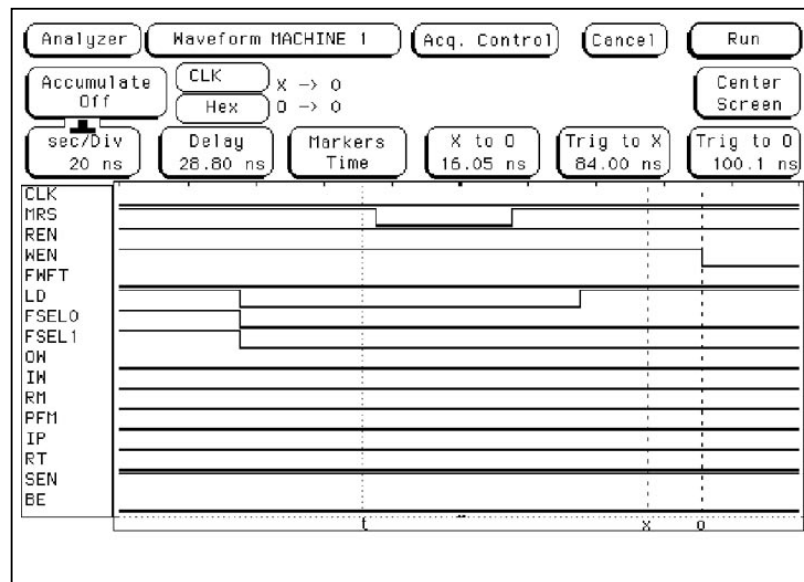 Analyzer Waveform MACHINE 1 Acq. Control Cancel Run
Accumulate Off CLK X -> O Center Screen
Hex O -> O
sec/Div Delay Markers X to O Trig to X Trig to O
20 ns 28.80 ns Time 16.05 ns 84.00 ns 100.1 ns
CLK
MRS
REN
WEN
FWFT
LD
FSEL0
FSEL1
OW
IW
RM
PFM
IP
RT
SEN
BE
t x o